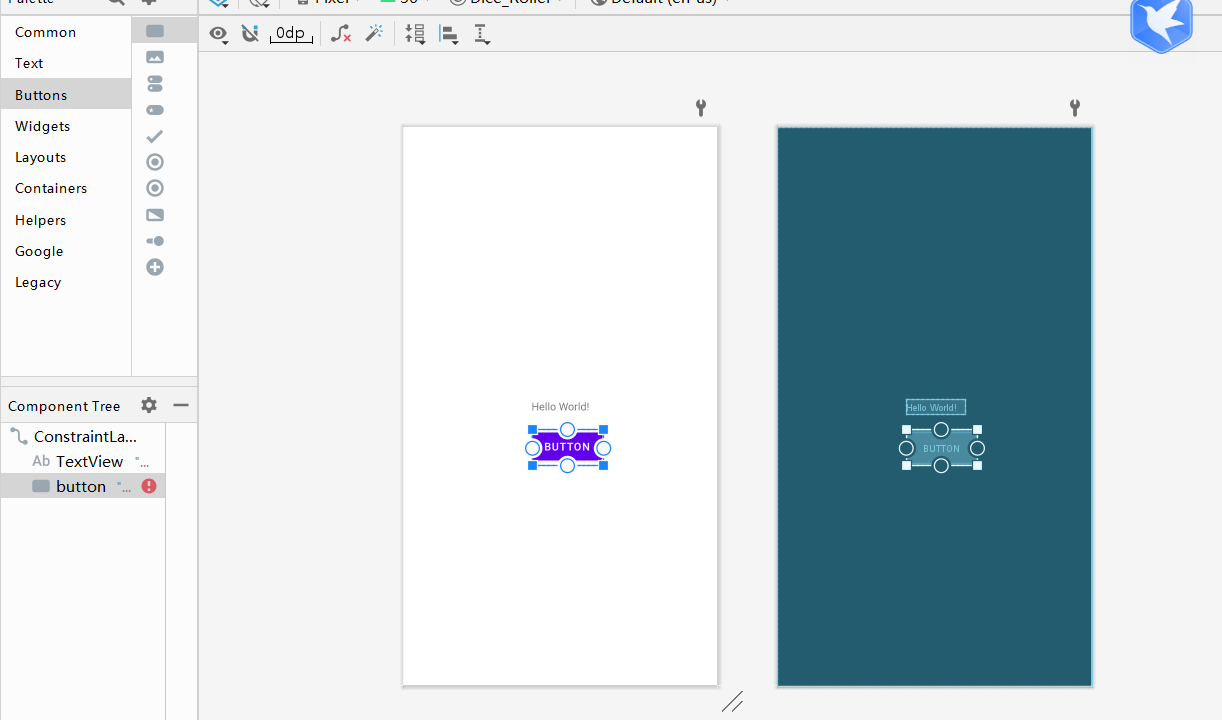 Palette
Pixel
30
Dice_Roller
Default (en-us)
Common
Text
Buttons
Widgets
Layouts
Containers
Helpers
Google
Legacy
0dp
Component Tree
ConstraintLa...
Ab TextView "...
button "...
Hello World!
BUTTON
Hello World!
BUTTON